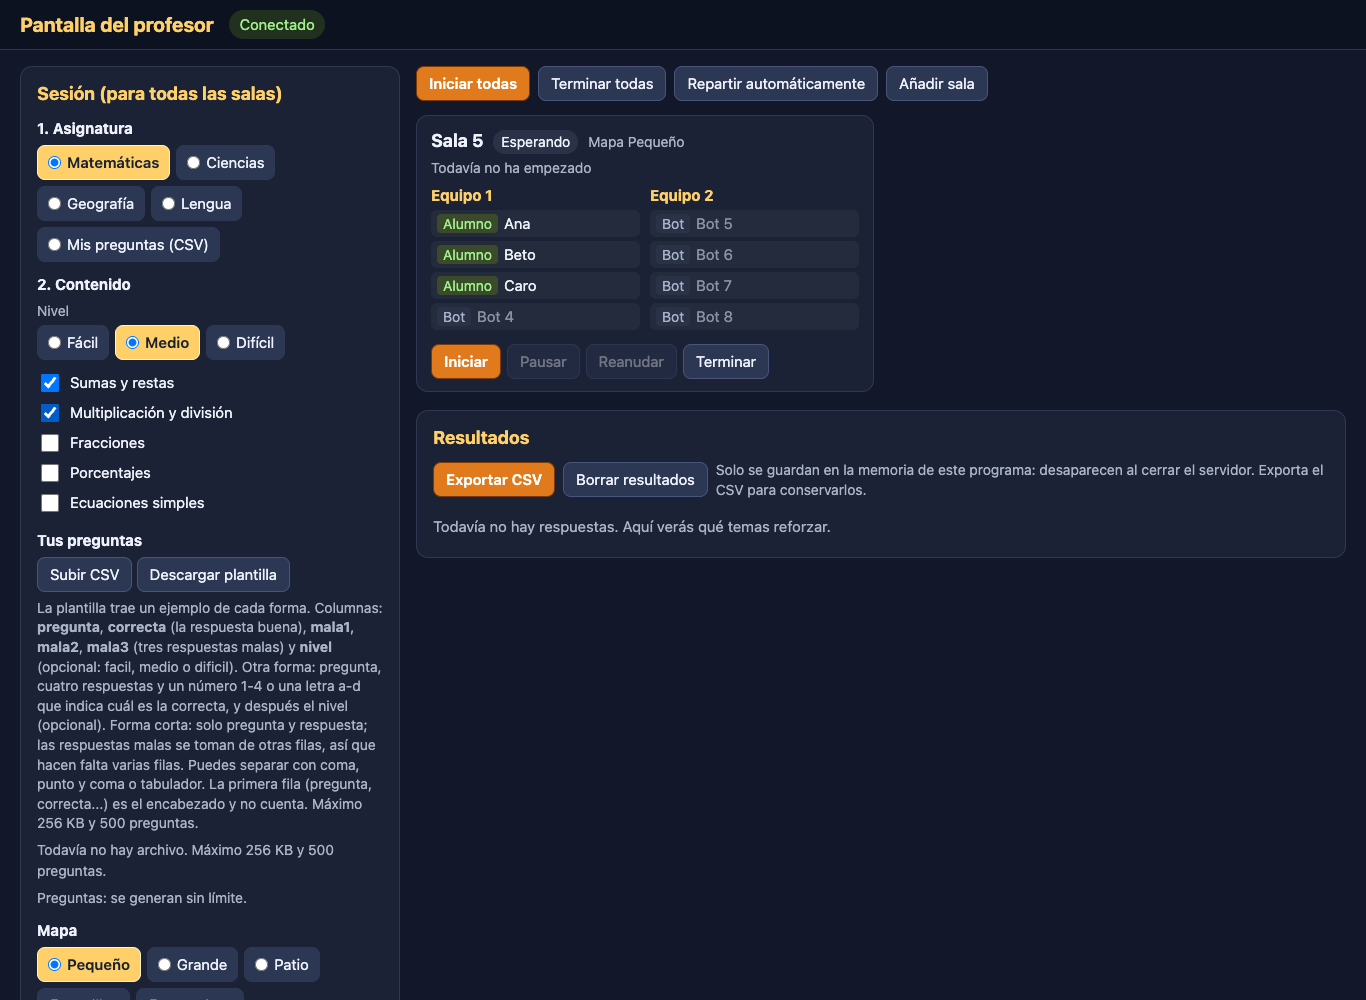 Pantalla del profesor
Conectado
Sesión (para todas las salas)
1. Asignatura
Matemáticas
Ciencias
Geografía
Lengua
Mis preguntas (CSV)
2. Contenido
Nivel
Fácil
Medio
Difícil
Sumas y restas
Multiplicación y división
Fracciones
Porcentajes
Ecuaciones simples
Tus preguntas
Subir CSV
Descargar plantilla
La plantilla trae un ejemplo de cada forma. Columnas:
pregunta, correcta (la respuesta buena), mala1,
mala2, mala3 (tres respuestas malas) y nivel
(opcional: facil, medio o dificil). Otra forma: pregunta,
cuatro respuestas y un número 1-4 o una letra a-d
que indica cuál es la correcta, y después el nivel
(opcional). Forma corta: solo pregunta y respuesta;
las respuestas malas se toman de otras filas, así que
hacen falta varias filas. Puedes separar con coma,
punto y coma o tabulador. La primera fila (pregunta,
correcta...) es el encabezado y no cuenta. Máximo
256 KB y 500 preguntas.
Todavía no hay archivo. Máximo 256 KB y 500
preguntas.
Preguntas: se generan sin límite.
Mapa
Pequeño
Grande
Patio
Iniciar todas
Terminar todas
Repartir automáticamente
Añadir sala
Sala 5
Esperando
Mapa Pequeño
Todavía no ha empezado
Equipo 1
Alumno Ana
Alumno Beto
Alumno Caro
Bot Bot 4
Equipo 2
Bot Bot 5
Bot Bot 6
Bot Bot 7
Bot Bot 8
Iniciar
Pausar
Reanudar
Terminar
Resultados
Exportar CSV
Borrar resultados
Solo se guardan en la memoria de este programa: desaparecen al cerrar el servidor. Exporta el
CSV para conservarlos.
Todavía no hay respuestas. Aquí verás qué temas reforzar.